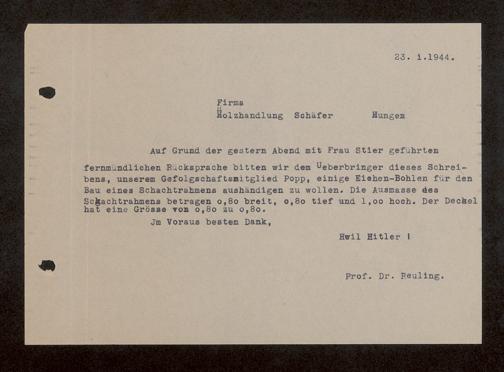 23. 1.1944.
Firma
Holzhandlung Schäfer Hungen
Auf Grund der gestern Abend mit Frau Stier geführten
fernmündlichen Rücksprache bitten wir dem Ueberbringer dieses Schrei-
bens, unserem Gefolgschaftsmitglied Popp, einige Eichen-Bohlen für den
Bau eines Schachtrahmens aushändigen zu wollen. Die Ausmasse des
Schachtrahmens betragen 0,80 breit, 0,80 tief und 1,00 hoch. Der Deckel
hat eine Grösse von 0,80 zu 0,80.
Jm Voraus besten Dank,
Heil Hitler !
Prof. Dr. Reuling.